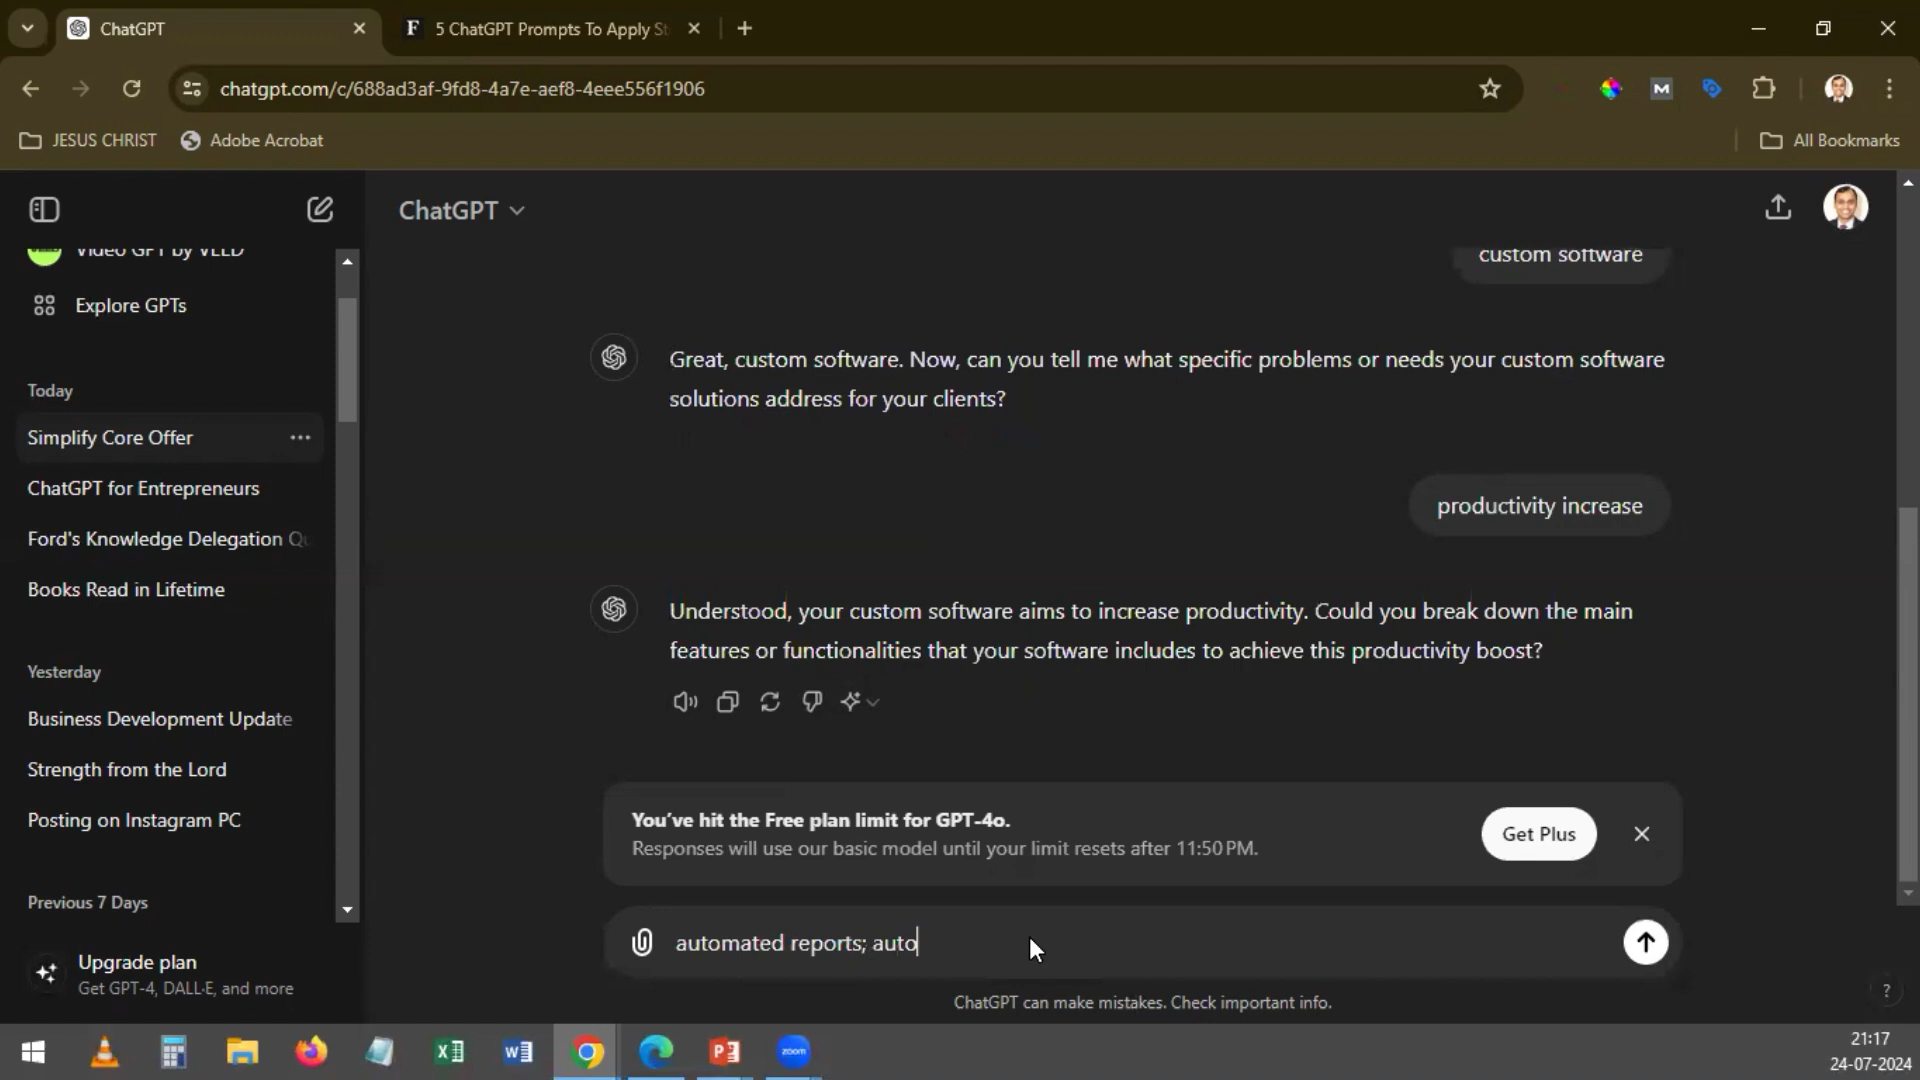 ChatGPT
F 5 ChatGPT Prompts To Apply St
chatgpt.com/c/688ad3af-9fd8-4a7e-aef8-4eee556f1906
M
JESUS CHRIST
Adobe Acrobat
All Bookmarks
ChatGPT
Video GPT by VEED
Explore GPTs
Today
Simplify Core Offer
ChatGPT for Entrepreneurs
Ford's Knowledge Delegation Qu
Books Read in Lifetime
Yesterday
Business Development Update
Strength from the Lord
Posting on Instagram PC
Previous 7 Days
Upgrade plan
Get GPT-4, DALL·E, and more
custom software
Great, custom software. Now, can you tell me what specific problems or needs your custom software
solutions address for your clients?
productivity increase
Understood, your custom software aims to increase productivity. Could you break down the main
features or functionalities that your software includes to achieve this productivity boost?
You've hit the Free plan limit for GPT-4o.
Responses will use our basic model until your limit resets after 11:50 PM.
Get Plus
automated reports; auto
ChatGPT can make mistakes. Check important info.
?
zoom
21:17
24-07-2024